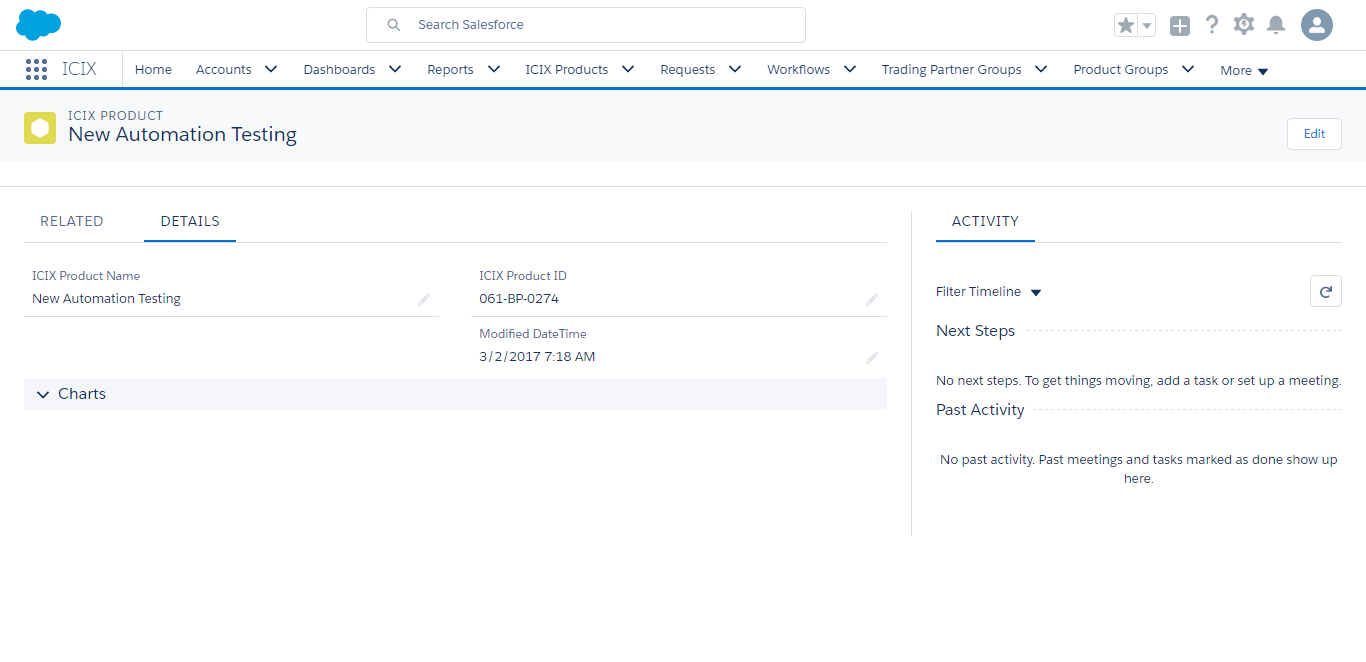 Search Salesforce
ICIX
Home Accounts Dashboards Reports ICIX Products Requests Workflows Trading Partner Groups Product Groups More
ICIX PRODUCT
New Automation Testing
Edit
RELATED DETAILS
ICIX Product Name
New Automation Testing
ICIX Product ID
061-BP-0274
Modified DateTime
3/2/2017 7:18 AM
Charts
ACTIVITY
Filter Timeline
Next Steps
No next steps. To get things moving, add a task or set up a meeting.
Past Activity
No past activity. Past meetings and tasks marked as done show up
here.